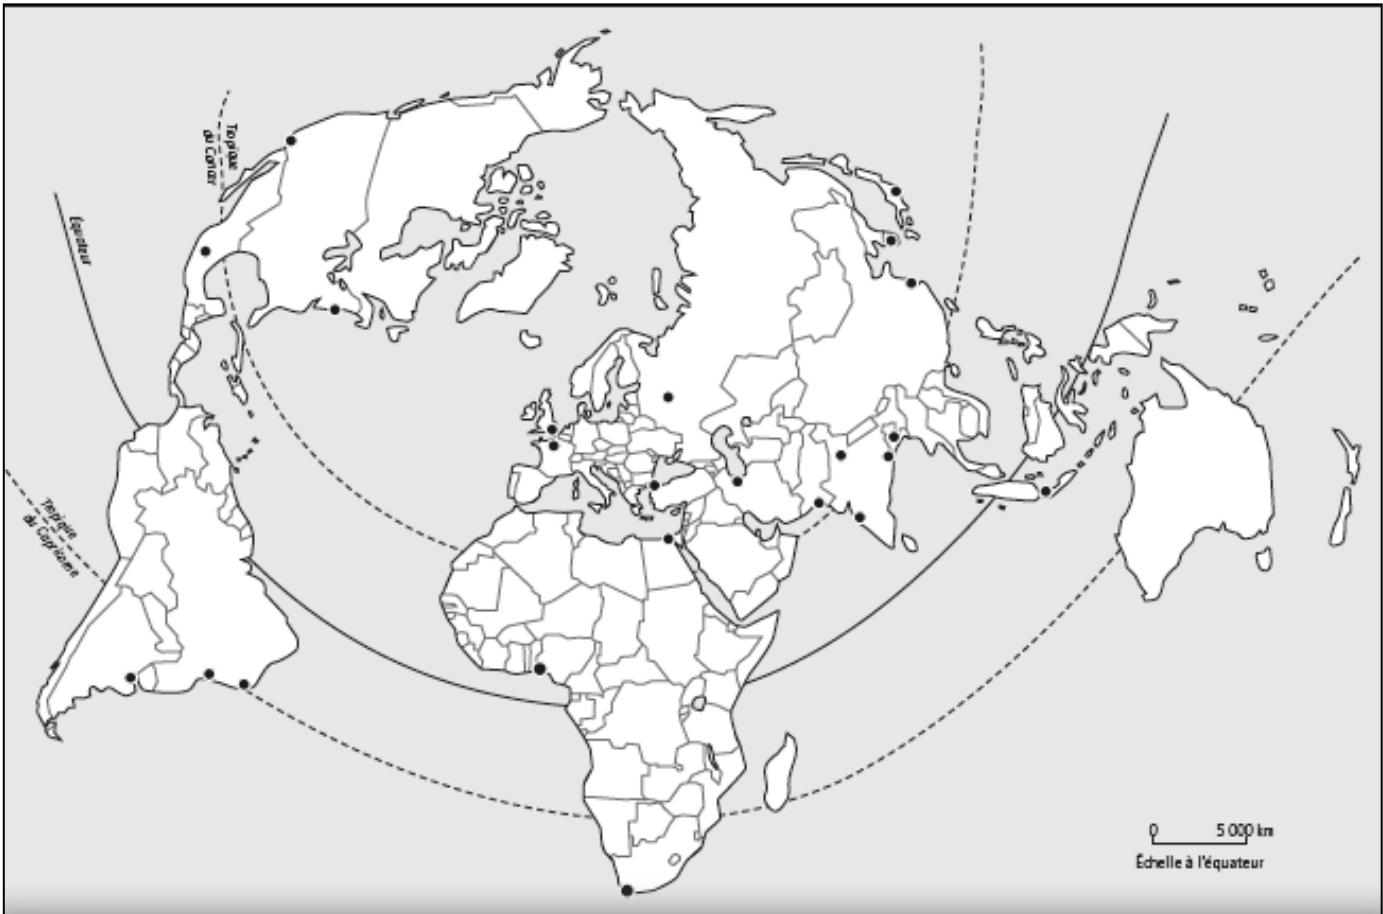 Tropique
du Cancer
Équateur
Tropique
du Capricorne
0 5 000 km
Échelle à l'équateur